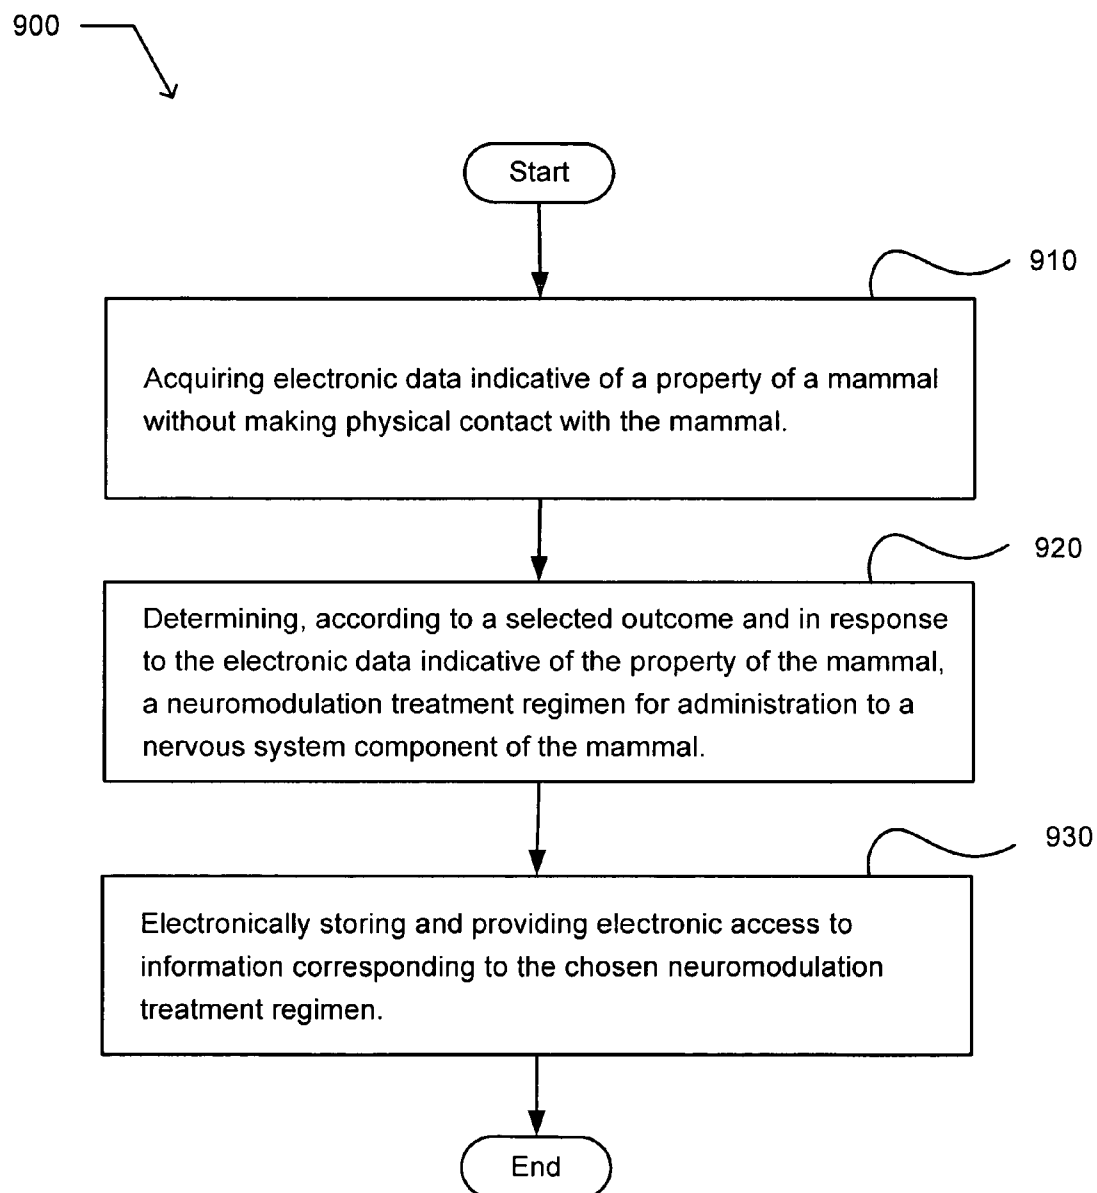 900
Start
910
Acquiring electronic data indicative of a property of a mammal
without making physical contact with the mammal.
920
Determining, according to a selected outcome and in response
to the electronic data indicative of the property of the mammal,
a neuromodulation treatment regimen for administration to a
nervous system component of the mammal.
930
Electronically storing and providing electronic access to
information corresponding to the chosen neuromodulation
treatment regimen.
End